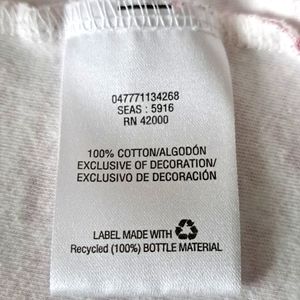 047771134268
SEAS : 5916
RN 42000
100% COTTON/ALGODÓN
EXCLUSIVE OF DECORATION/
EXCLUSIVO DE DECORACIÓN
LABEL MADE WITH
Recycled (100%) BOTTLE MATERIAL